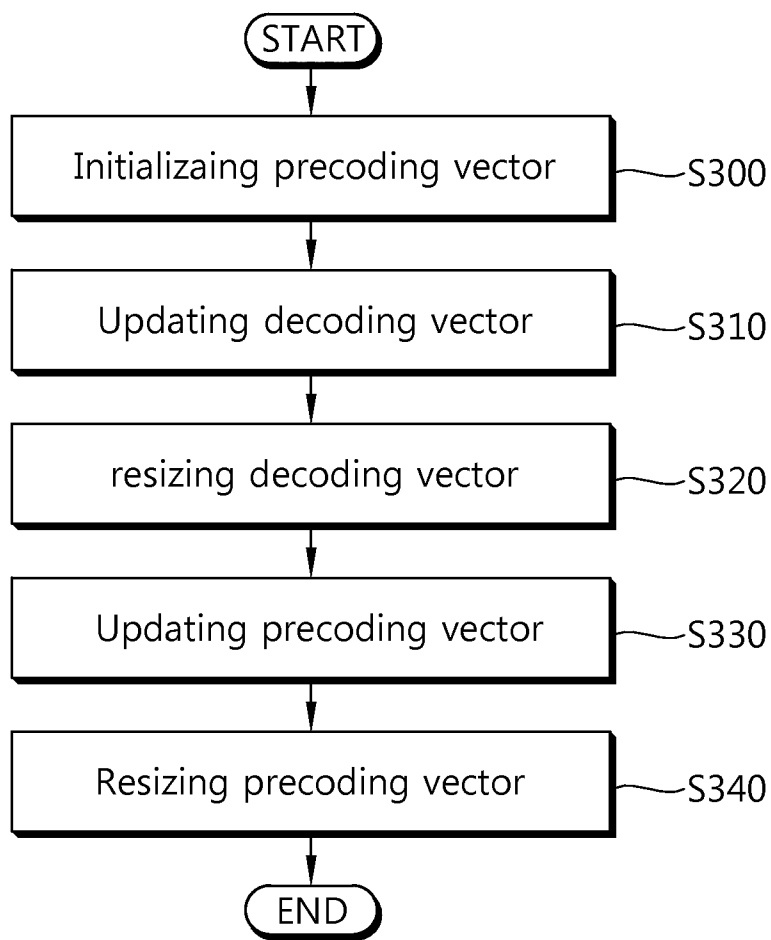 START
Initializaing precoding vector
S300
Updating decoding vector
S310
resizing decoding vector
S320
Updating precoding vector
S330
Resizing precoding vector
S340
END